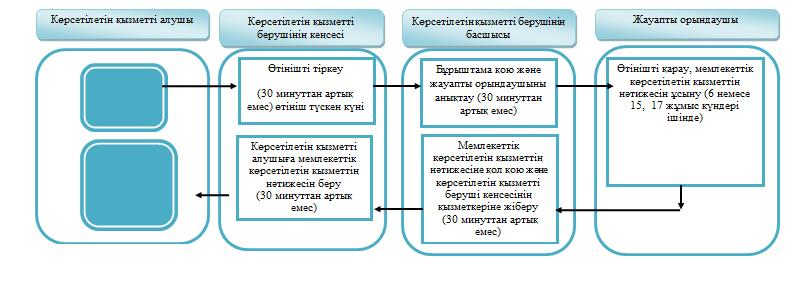 Көрсетілетін қызметті алушы
Көрсетілетін қызметті
берушінің кеңсесі
Көрсетілетін қызметті берушінің
басшысы
Жауапты орындаушы
Өтінішті тіркеу
(30 минуттан артық
емес) өтініш түскен күні
Бұрыштама қою және
жауапты орындаушыны
анықтау (30 минуттан
артық емес)
Өтінішті қарау, мемлекеттік
көрсетілетін қызметтің
нәтижесін ұсыну (6 немесе
15, 17 жұмыс күндері
ішінде)
Көрсетілетін қызметті
алушыға мемлекеттік
көрсетілетін қызметтің
нәтижесін беру
(30 минуттан артық
емес)
Мемлекеттік
көрсетілетін қызметтің
нәтижесіне қол қою және
көрсетілетін қызметті
беруші кеңсесінің
қызметкеріне жіберу
(30 минуттан артық
емес)